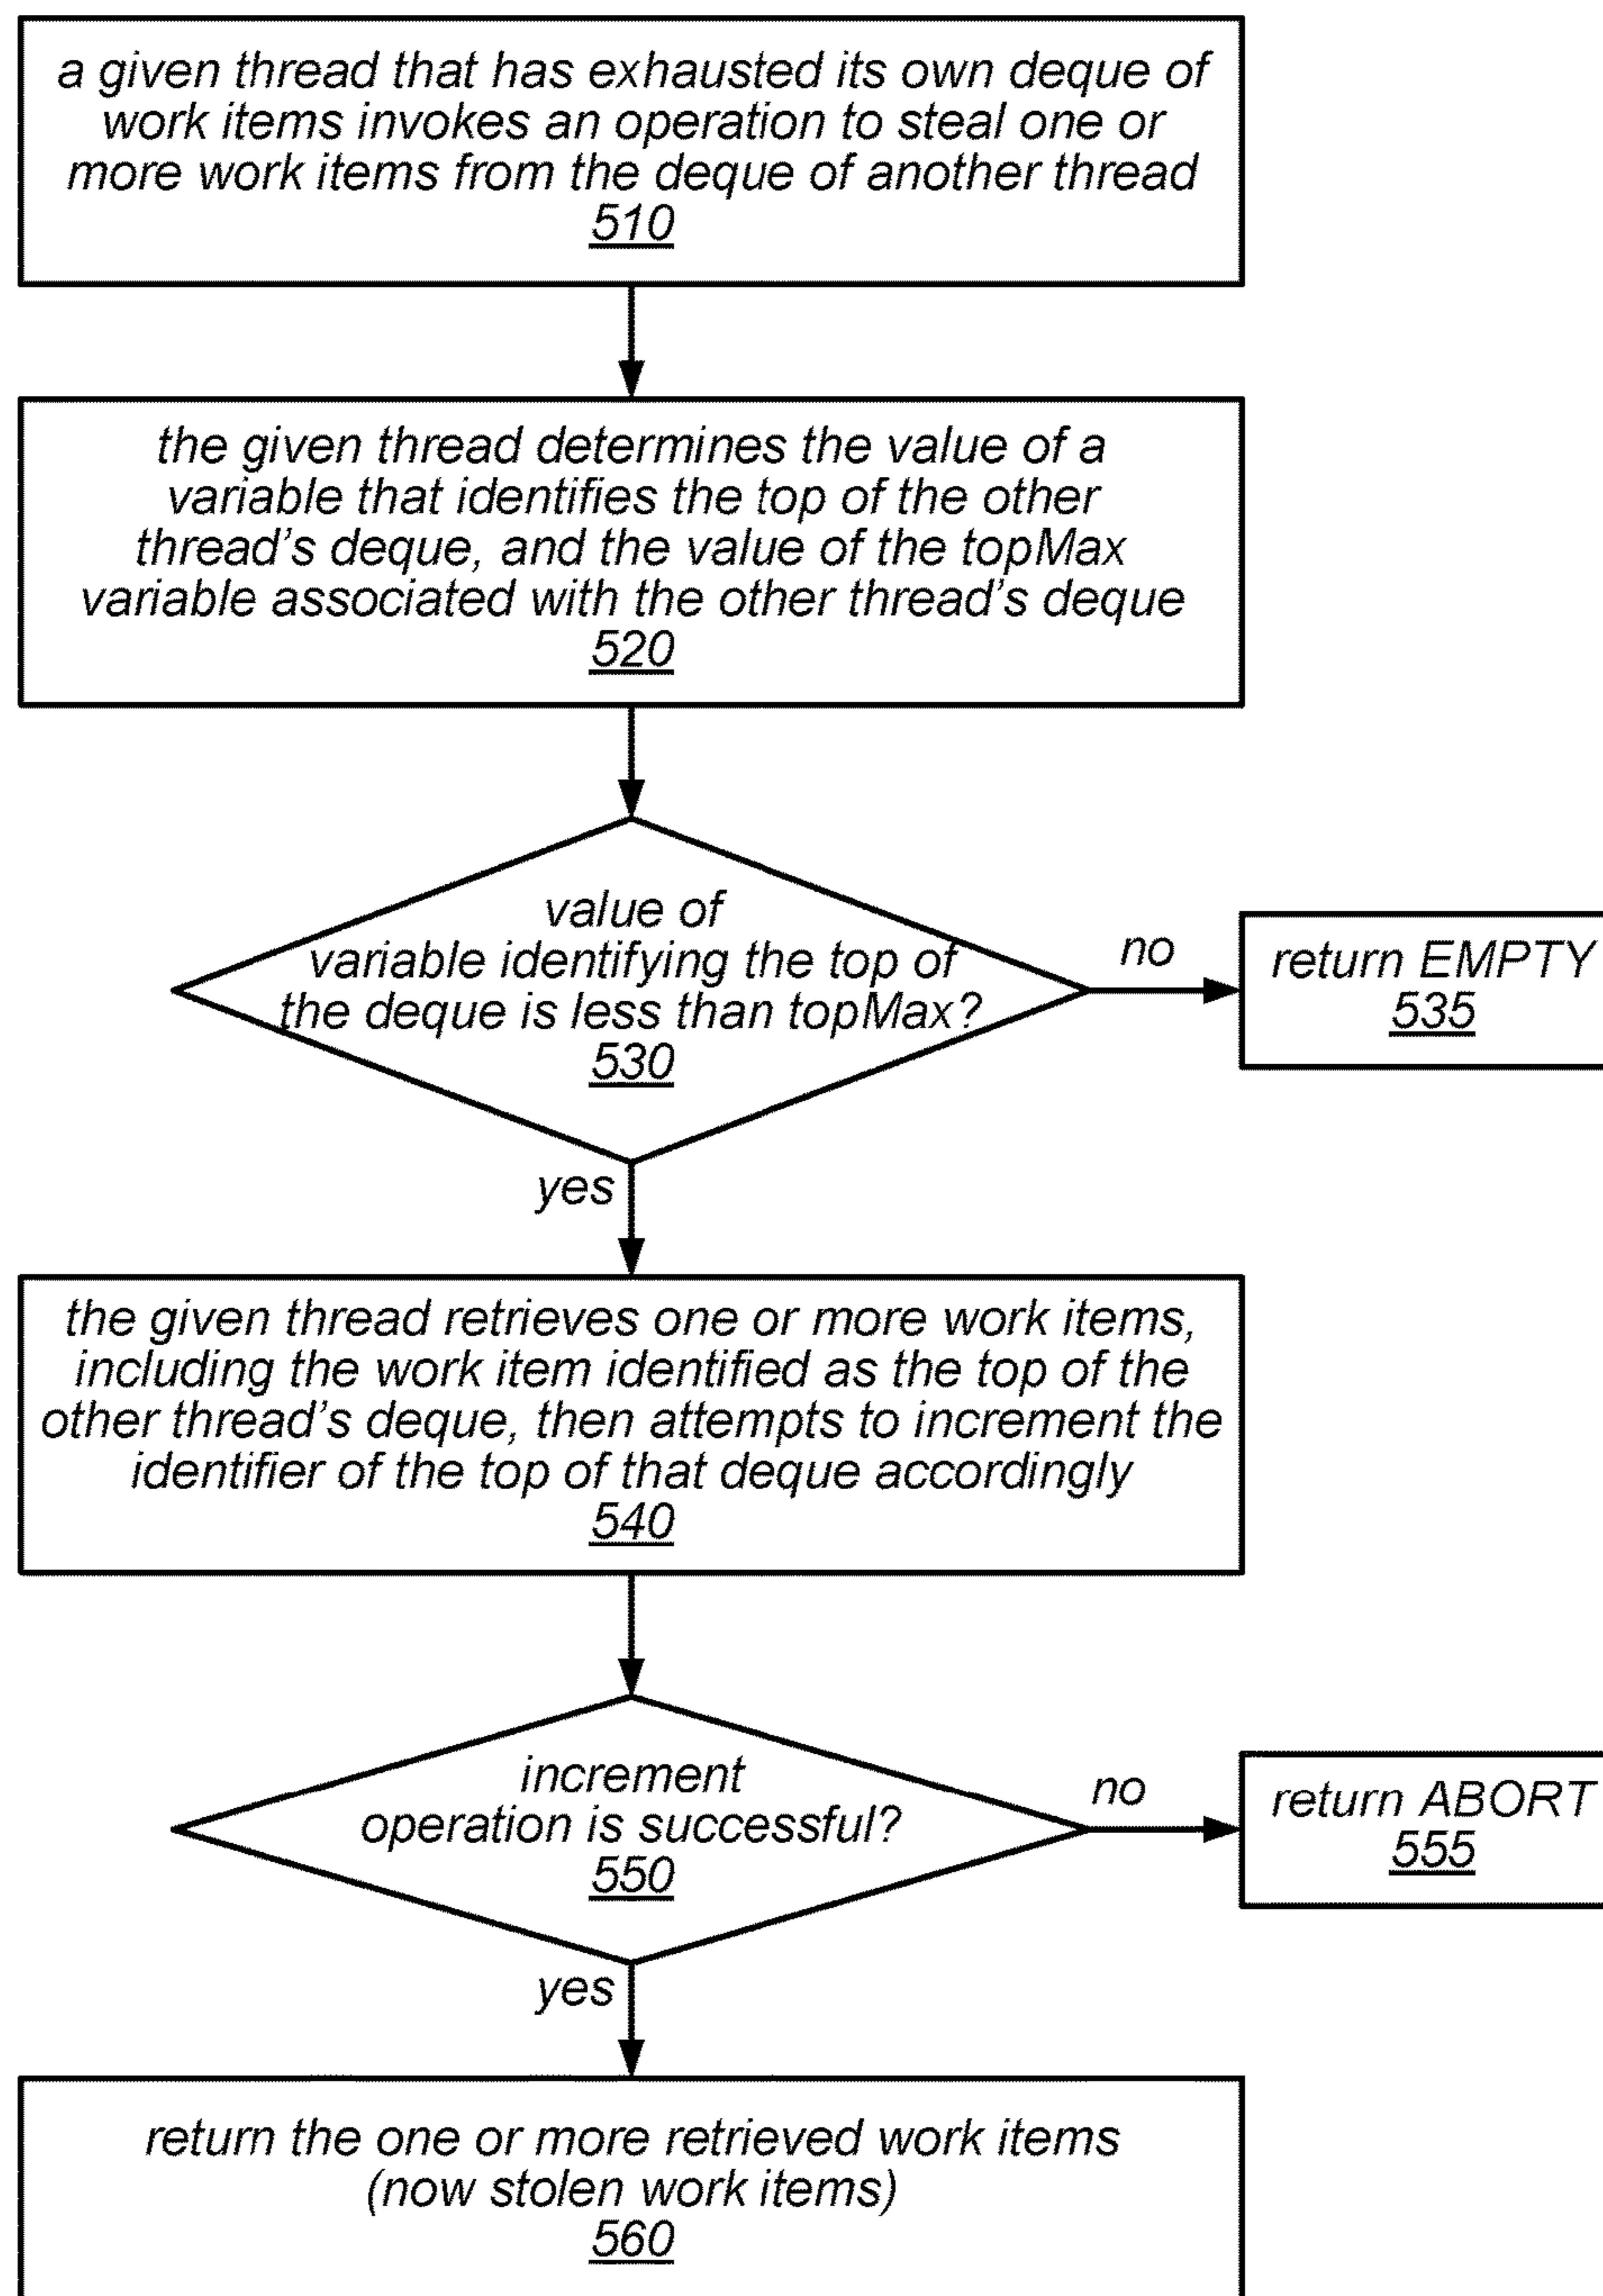 a given thread that has exhausted its own deque of
work items invokes an operation to steal one or
more work items from the deque of another thread
510
the given thread determines the value of a
variable that identifies the top of the other
thread's deque, and the value of the topMax
variable associated with the other thread's deque
520
value of
variable identifying the top of
the deque is less than topMax?
530
no
return EMPTY
535
yes
the given thread retrieves one or more work items,
including the work item identified as the top of the
other thread's deque, then attempts to increment the
identifier of the top of that deque accordingly
540
increment
operation is successful?
550
no
return ABORT
555
yes
return the one or more retrieved work items
(now stolen work items)
560